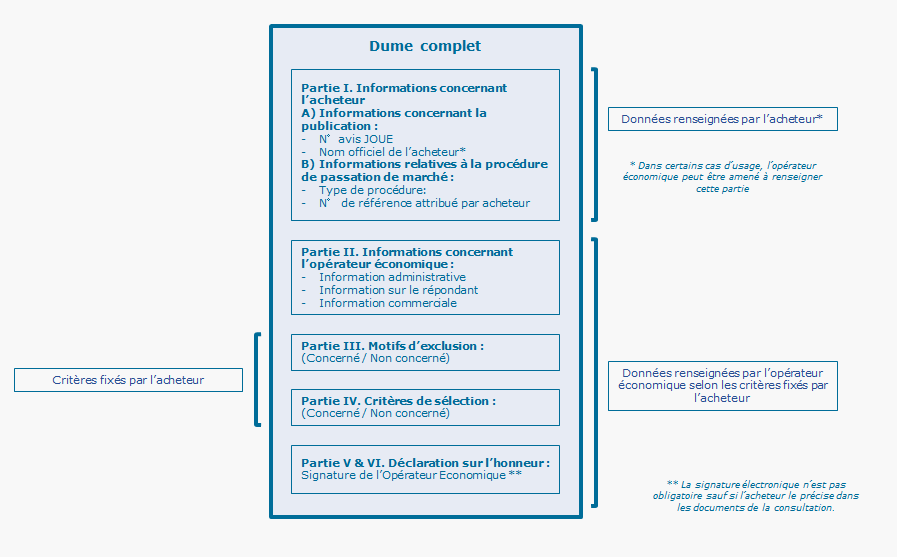 Dume complet
Partie I. Informations concernant
l'acheteur
A) Informations concernant la
publication :
- N° avis JOUE
- Nom officiel de l'acheteur*
B) Informations relatives à la procédure
de passation de marché :
- Type de procédure:
- N° de référence attribué par acheteur
Données renseignées par l'acheteur*
* Dans certains cas d'usage, l'opérateur
économique peut être amené à renseigner
cette partie
Partie II. Informations concernant
l'opérateur économique :
- Information administrative
- Information sur le répondant
- Information commerciale
Partie III. Motifs d'exclusion :
(Concerné / Non concerné)
Critères fixés par l'acheteur
Partie IV. Critères de sélection :
(Concerné / Non concerné)
Données renseignées par l'opérateur
économique selon les critères fixés par
l'acheteur
Partie V & VI. Déclaration sur l'honneur :
Signature de l'Opérateur Economique **
** La signature électronique n'est pas
obligatoire sauf si l'acheteur le précise dans
les documents de la consultation.